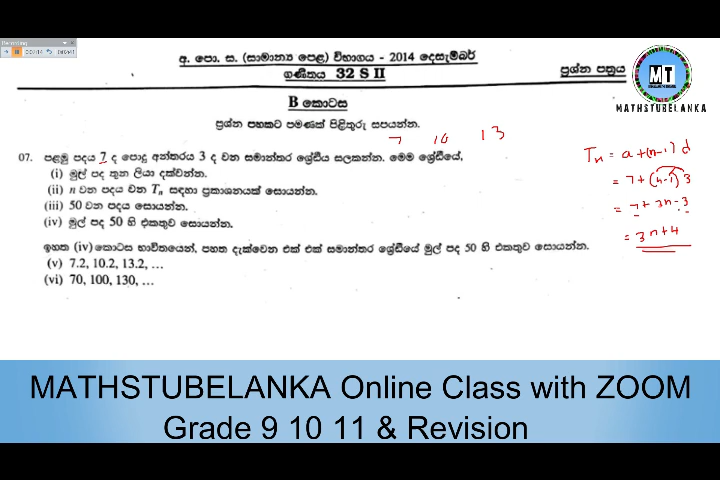 Recording
අ. පො. ස. (සාමාන්‍ය පෙළ) විභාගය - 2014 දෙසැම්බර්
ගණිතය 32 S II
ප්‍රශ්න පත්‍රය
MT
MATHSTUBELANKA
B කොටස
ප්‍රශ්න පහකට පමණක් පිළිතුරු සපයන්න.
7 10 13
07. පළමු පදය 7 ද පොදු අන්තරය 3 ද වන සමාන්තර ශ්‍රේඪිය සලකන්න. මෙම ශ්‍රේඪියේ,
(i) මුල් පද තුන ලියා දක්වන්න.
(ii) n වන පදය වන Tₙ සඳහා ප්‍රකාශනයක් සොයන්න.
(iii) 50 වන පදය සොයන්න.
(iv) මුල් පද 50 හි එකතුව සොයන්න.
ඉහත (iv) කොටස භාවිතයෙන්, පහත දැක්වෙන එක් එක් සමාන්තර ශ්‍රේඪියේ මුල් පද 50 හි එකතුව සොයන්න.
(v) 7.2, 10.2, 13.2, ...
(vi) 70, 100, 130, ...
Tₙ = a + (n-1) d
= 7 + (n-1) 3
= 7 + 3n - 3
= 3n + 4
MATHSTUBELANKA Online Class with ZOOM
Grade 9 10 11 & Revision